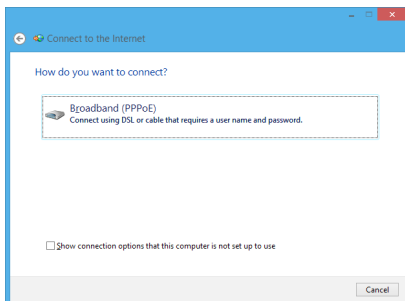 Connect to the Internet
How do you want to connect?
Broadband (PPPoE)
Connect using DSL or cable that requires a user name and password.
Show connection options that this computer is not set up to use
Cancel